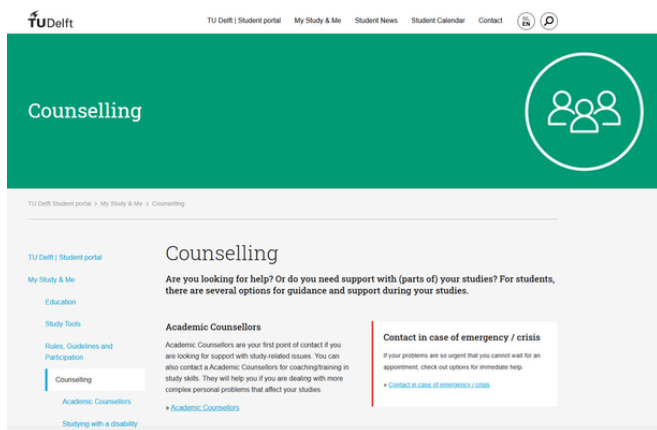 TUDelft
TU Delft | Student portal My Study & Me Student News Student Calendar Contact NL EN
Counselling
TU Delft Student portal > My Study & Me > Counselling
TU Delft | Student portal
My Study & Me
Education
Study Tools
Rules, Guidelines and
Participation
Counselling
Academic Counsellors
Studying with a disability
Counselling
Are you looking for help? Or do you need support with (parts of) your studies? For students,
there are several options for guidance and support during your studies.
Academic Counsellors
Academic Counsellors are your first point of contact if you
are looking for support with study-related issues. You can
also contact a Academic Counsellors for coaching/training in
study skills. They will help you if you are dealing with more
complex personal problems that affect your studies.
» Academic Counsellors
Contact in case of emergency / crisis
If your problems are so urgent that you cannot wait for an
appointment, check out options for immediate help.
» Contact in case of emergency / crisis